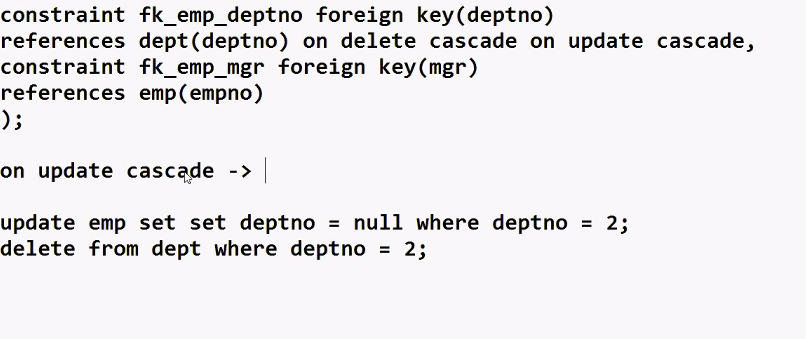 constraint fk_emp_deptno foreign key(deptno)
references dept(deptno) on delete cascade on update cascade,
constraint fk_emp_mgr foreign key(mgr)
references emp(empno)
);
on update cascade ->
update emp set set deptno = null where deptno = 2;
delete from dept where deptno = 2;